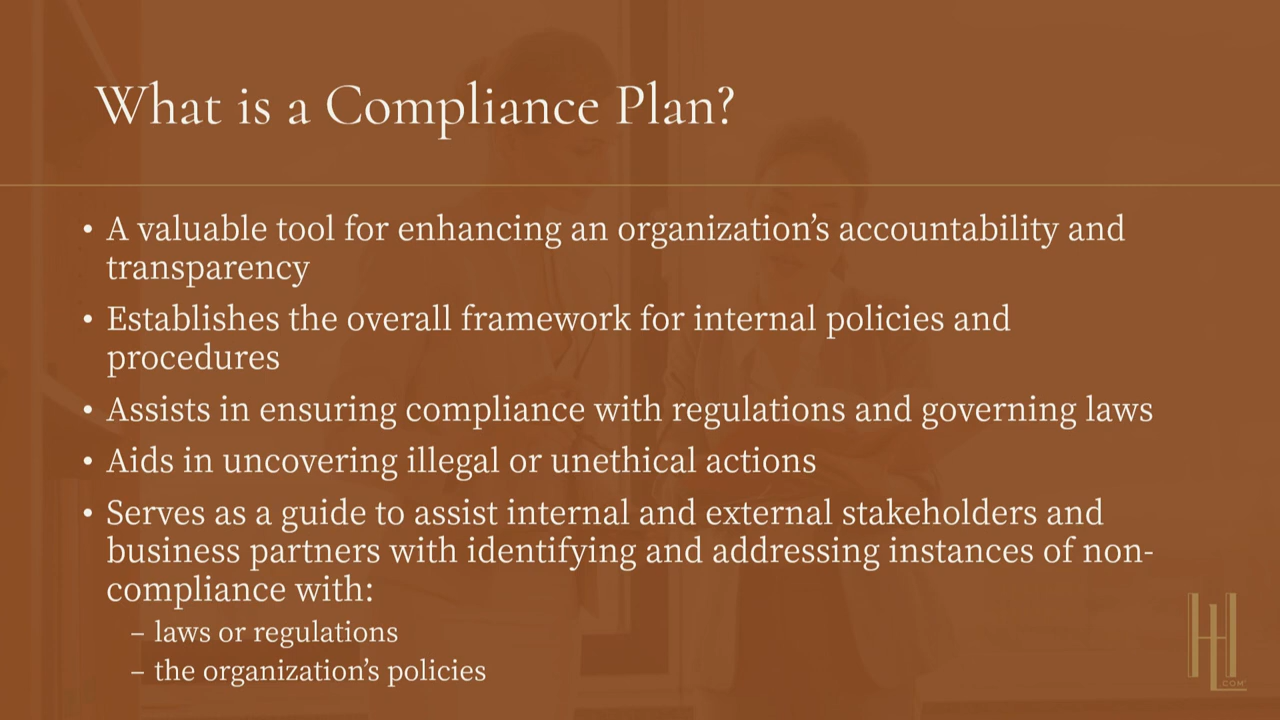 What is a Compliance Plan?
• A valuable tool for enhancing an organization’s accountability and
transparency
• Establishes the overall framework for internal policies and
procedures
• Assists in ensuring compliance with regulations and governing laws
• Aids in uncovering illegal or unethical actions
• Serves as a guide to assist internal and external stakeholders and
business partners with identifying and addressing instances of non-
compliance with:
– laws or regulations
– the organization’s policies
HL
.COM